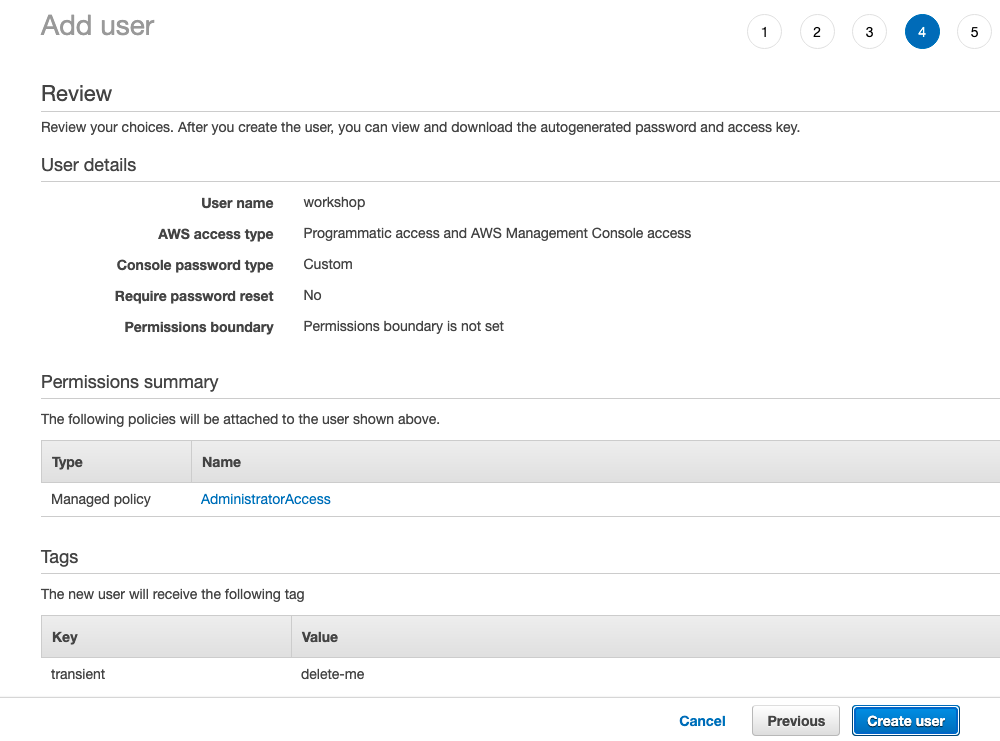 Add user
1 2 3 4 5
Review
Review your choices. After you create the user, you can view and download the autogenerated password and access key.
User details
User name workshop
AWS access type Programmatic access and AWS Management Console access
Console password type Custom
Require password reset No
Permissions boundary Permissions boundary is not set
Permissions summary
The following policies will be attached to the user shown above.
Type Name
Managed policy AdministratorAccess
Tags
The new user will receive the following tag
Key Value
transient delete-me
Cancel Previous Create user